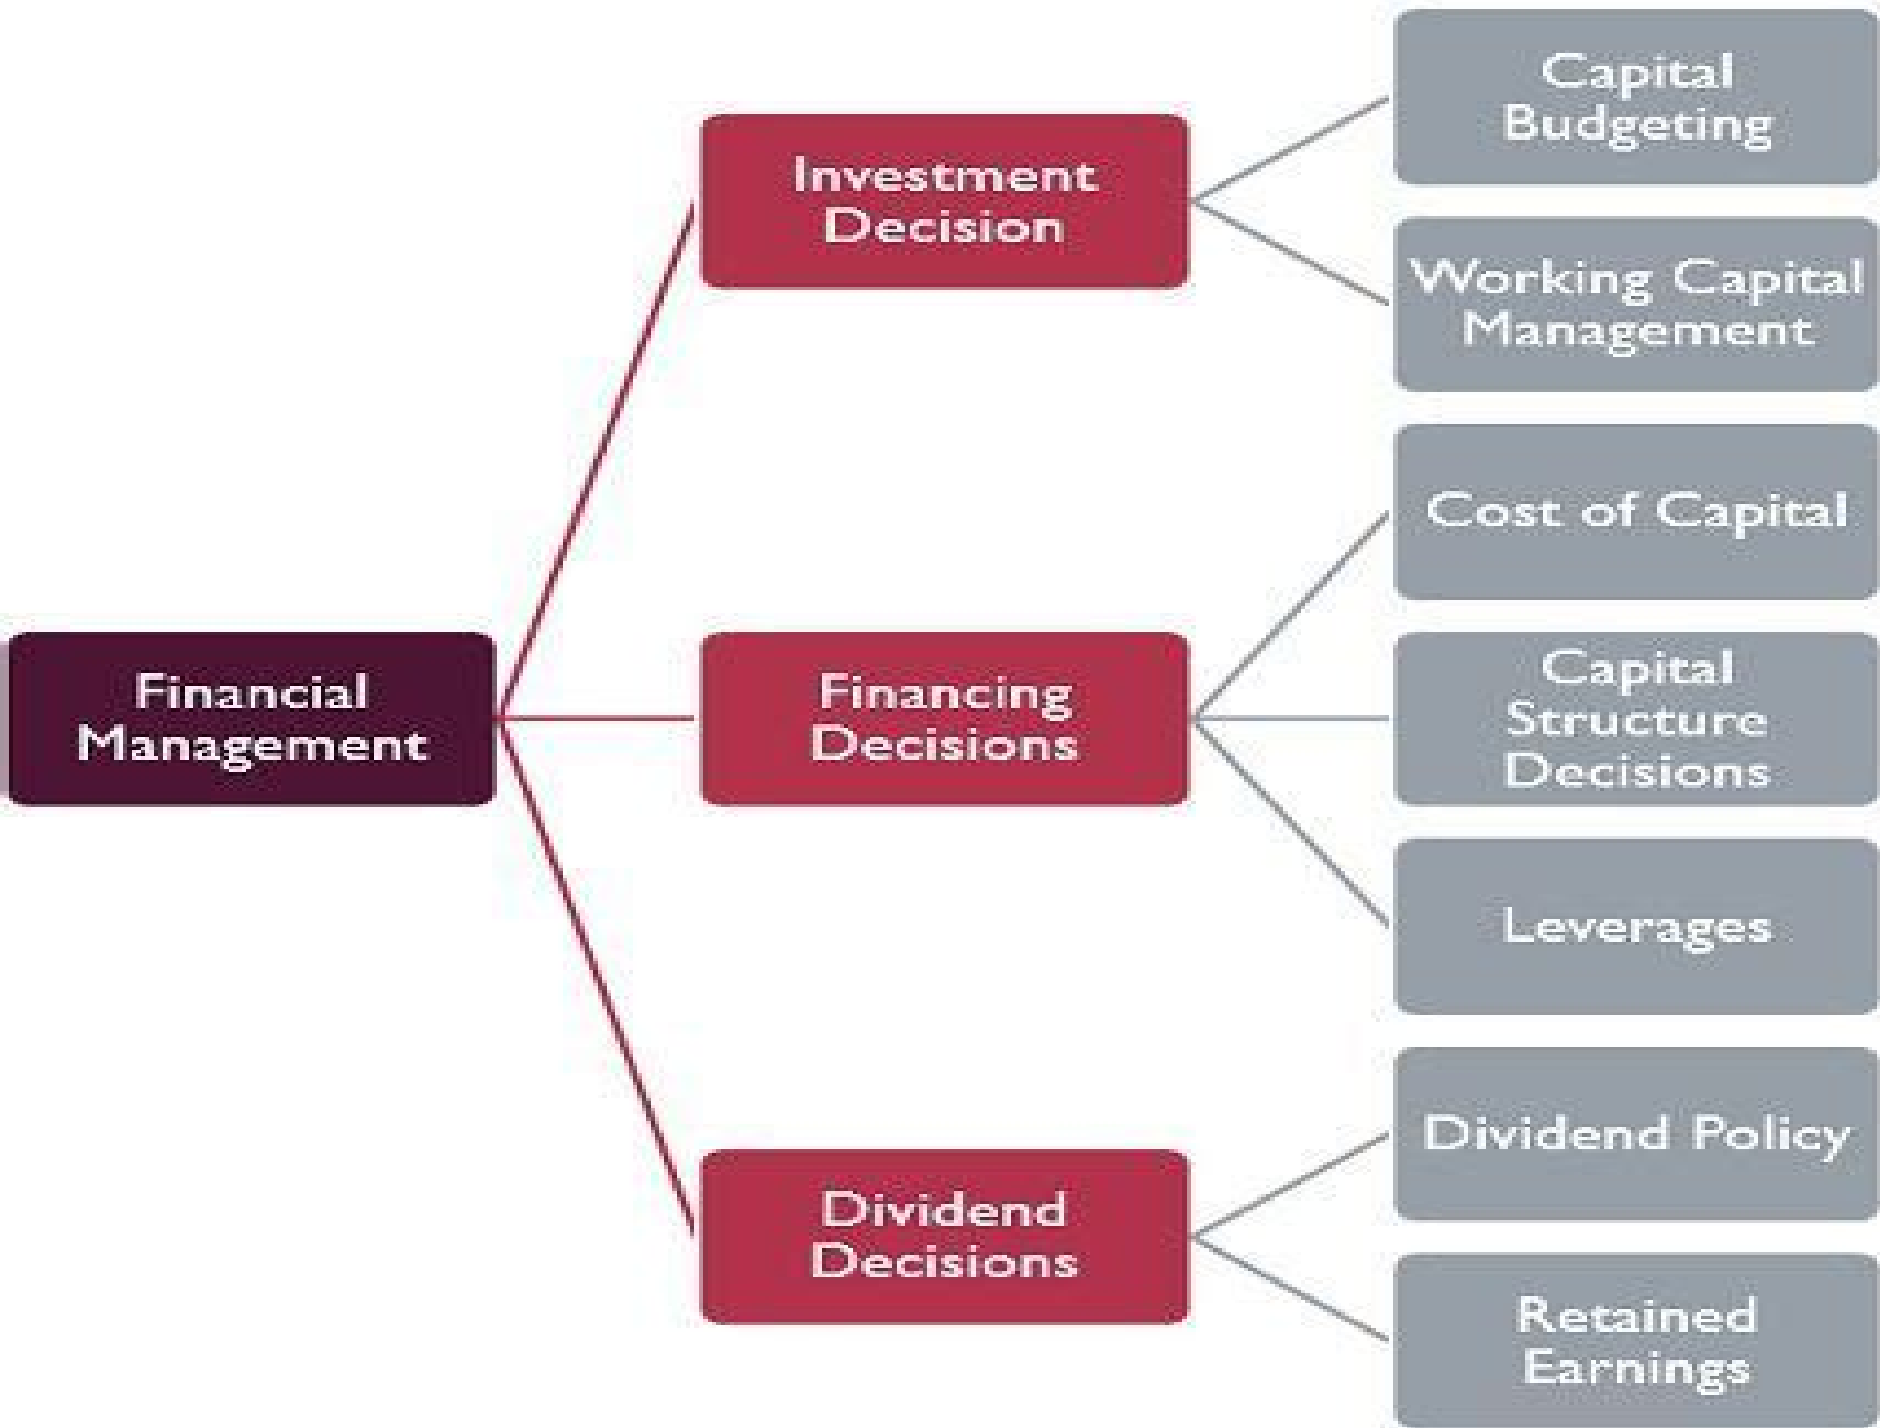 Financial
Management
Investment
Decision
Capital
Budgeting
Working Capital
Management
Financing
Decisions
Cost of Capital
Capital
Structure
Decisions
Leverages
Dividend
Decisions
Dividend Policy
Retained
Earnings